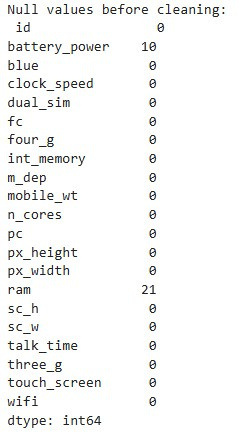 Null values before cleaning:
id 0
battery_power 10
blue 0
clock_speed 0
dual_sim 0
fc 0
four_g 0
int_memory 0
m_dep 0
mobile_wt 0
n_cores 0
pc 0
px_height 0
px_width 0
ram 21
sc_h 0
sc_w 0
talk_time 0
three_g 0
touch_screen 0
wifi 0
dtype: int64